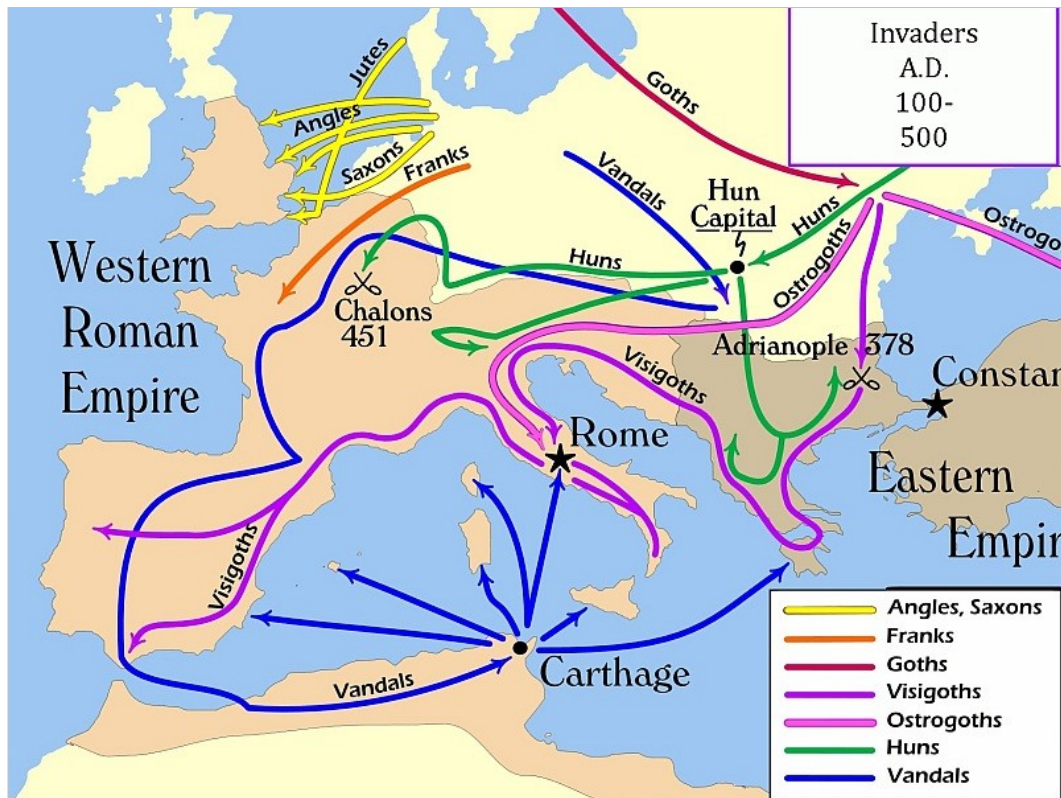 Invaders
A.D.
100-
500
Jutes
Angles
Saxons
Franks
Goths
Vandals
Hun
Capital
Huns
Ostrogoths
Ostrogo
Huns
Western
Roman
Empire
Chalons
451
Adrianople 378
Visigoths
Constan
Rome
Eastern
Empir
Visigoths
Carthage
Vandals
Angles, Saxons
Franks
Goths
Visigoths
Ostrogoths
Huns
Vandals